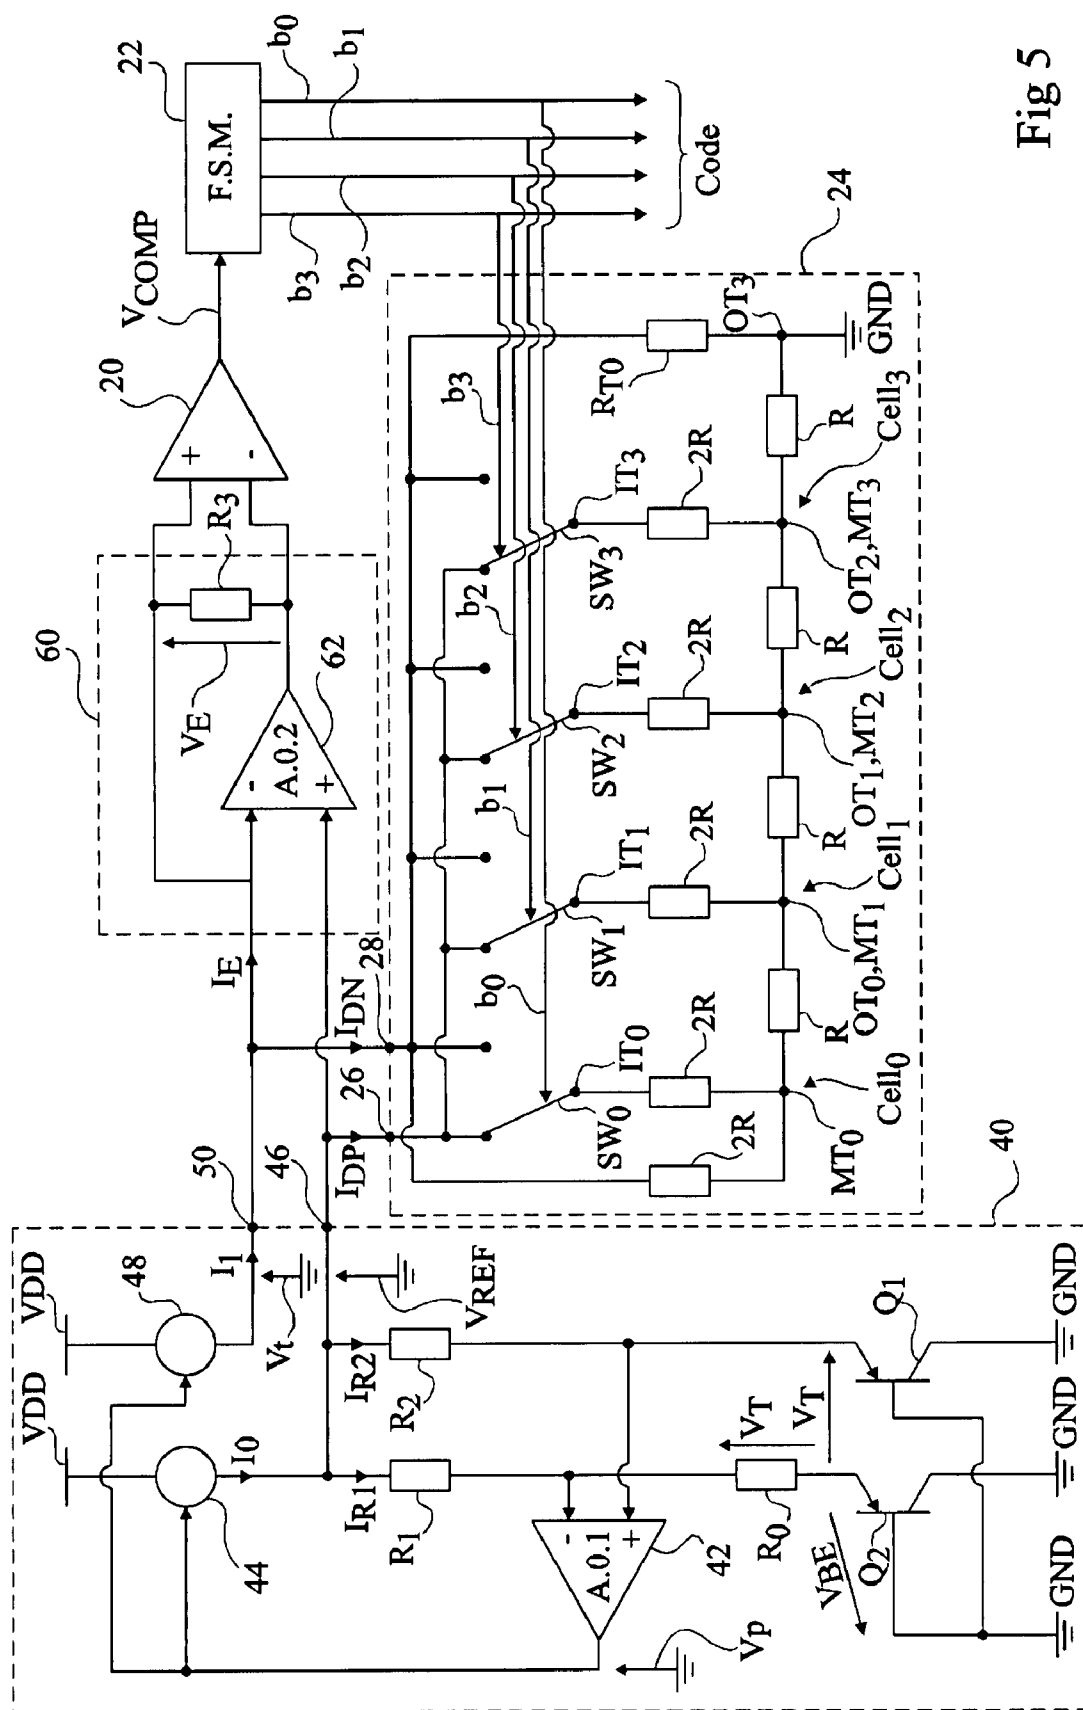 Fig 5
22
F.S.M.
b0
b1
b2
b3
Code
VCOMP
20
+
-
R3
60
VE
62
A.0.2
-
+
IE
IDN
28
IDP
26
24
b3
b2
b1
b0
IT3
IT2
IT1
IT0
SW3
SW2
SW1
SW0
RT0
2R
2R
2R
2R
2R
OT3
GND
R
R
R
R
Cell3
OT2,MT3
Cell2
OT1,MT2
Cell1
OT0,MT1
Cell0
MT0
40
50
46
VDD
VDD
48
44
I1
I0
Vt
VREF
IR2
IR1
R2
R1
A.0.1
-
+
42
Vp
VT
VT
R0
VBE
Q1
Q2
GND
GND
GND